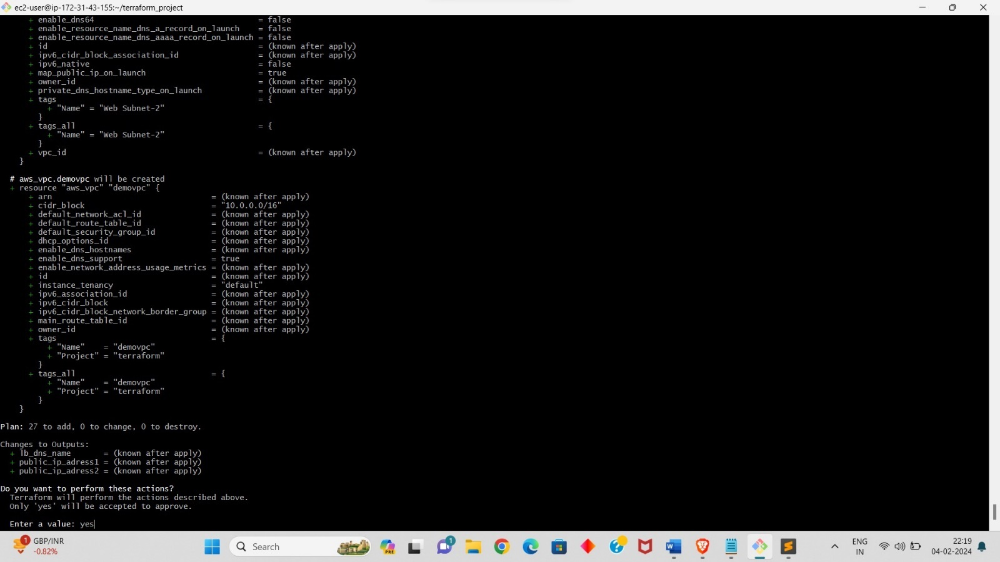 ec2-user@ip-172-31-43-155:~/terraform_project
+ enable_dns64 = false
+ enable_resource_name_dns_a_record_on_launch = false
+ enable_resource_name_dns_aaaa_record_on_launch = false
+ id = (known after apply)
+ ipv6_cidr_block_association_id = (known after apply)
+ ipv6_native = false
+ map_public_ip_on_launch = true
+ owner_id = (known after apply)
+ private_dns_hostname_type_on_launch = (known after apply)
+ tags = {
+ "Name" = "Web Subnet-2"
}
+ tags_all = {
+ "Name" = "Web Subnet-2"
}
+ vpc_id = (known after apply)
}
# aws_vpc.demovpc will be created
+ resource "aws_vpc" "demovpc" {
+ arn = (known after apply)
+ cidr_block = "10.0.0.0/16"
+ default_network_acl_id = (known after apply)
+ default_route_table_id = (known after apply)
+ default_security_group_id = (known after apply)
+ dhcp_options_id = (known after apply)
+ enable_dns_hostnames = (known after apply)
+ enable_dns_support = true
+ enable_network_address_usage_metrics = (known after apply)
+ id = (known after apply)
+ instance_tenancy = "default"
+ ipv6_association_id = (known after apply)
+ ipv6_cidr_block = (known after apply)
+ ipv6_cidr_block_network_border_group = (known after apply)
+ main_route_table_id = (known after apply)
+ owner_id = (known after apply)
+ tags = {
+ "Name" = "demovpc"
+ "Project" = "terraform"
}
+ tags_all = {
+ "Name" = "demovpc"
+ "Project" = "terraform"
}
}
Plan: 27 to add, 0 to change, 0 to destroy.
Changes to Outputs:
+ lb_dns_name = (known after apply)
+ public_ip_adress1 = (known after apply)
+ public_ip_adress2 = (known after apply)
Do you want to perform these actions?
Terraform will perform the actions described above.
Only 'yes' will be accepted to approve.
Enter a value: yes
1 GBP/INR
-0.82%
Search
PRE
1
ENG
IN
22:19
04-02-2024